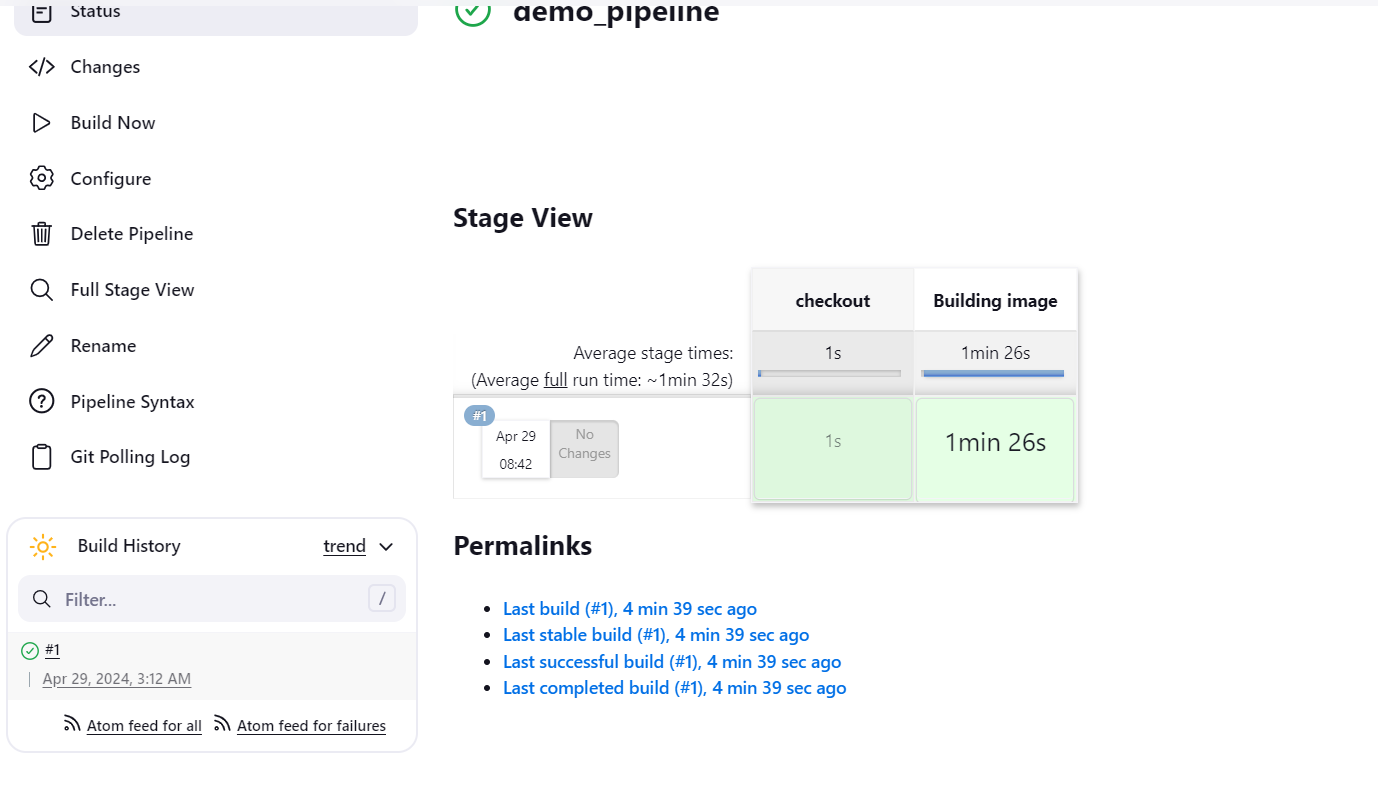 Status
Changes
Build Now
Configure
Delete Pipeline
Full Stage View
Rename
Pipeline Syntax
Git Polling Log
Build History
trend
Filter...
/
#1
Apr 29, 2024, 3:12 AM
Atom feed for all
Atom feed for failures
demo_pipeline
Stage View
checkout
Building image
Average stage times:
(Average full run time: ~1min 32s)
1s
1min 26s
#1
Apr 29
08:42
No
Changes
1s
1min 26s
Permalinks
Last build (#1), 4 min 39 sec ago
Last stable build (#1), 4 min 39 sec ago
Last successful build (#1), 4 min 39 sec ago
Last completed build (#1), 4 min 39 sec ago